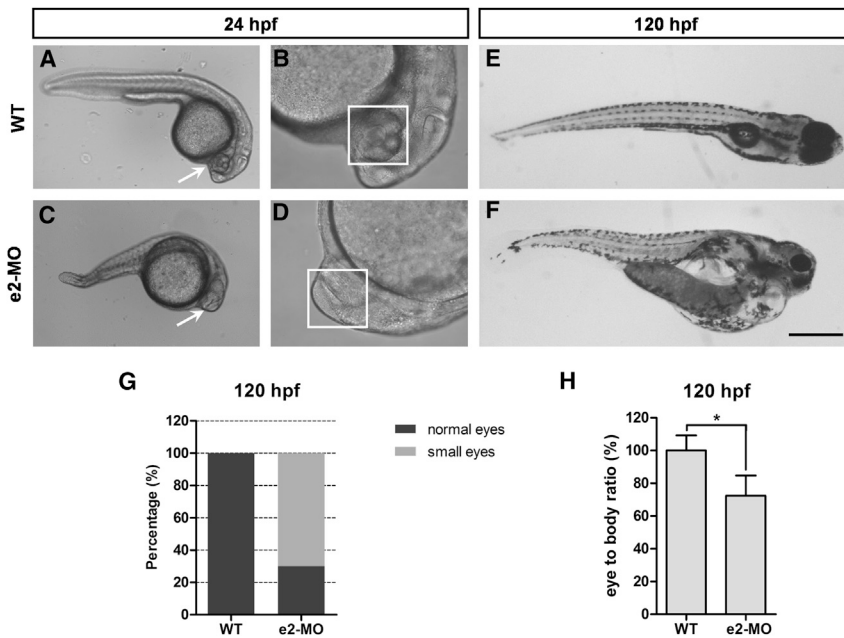 24 hpf
120 hpf
A
B
E
WT
C
D
F
e2-MO
G
120 hpf
Percentage (%)
120
100
80
60
40
20
0
WT
e2-MO
normal eyes
small eyes
H
120 hpf
eye to body ratio (%)
120
100
80
60
40
20
0
*
WT
e2-MO